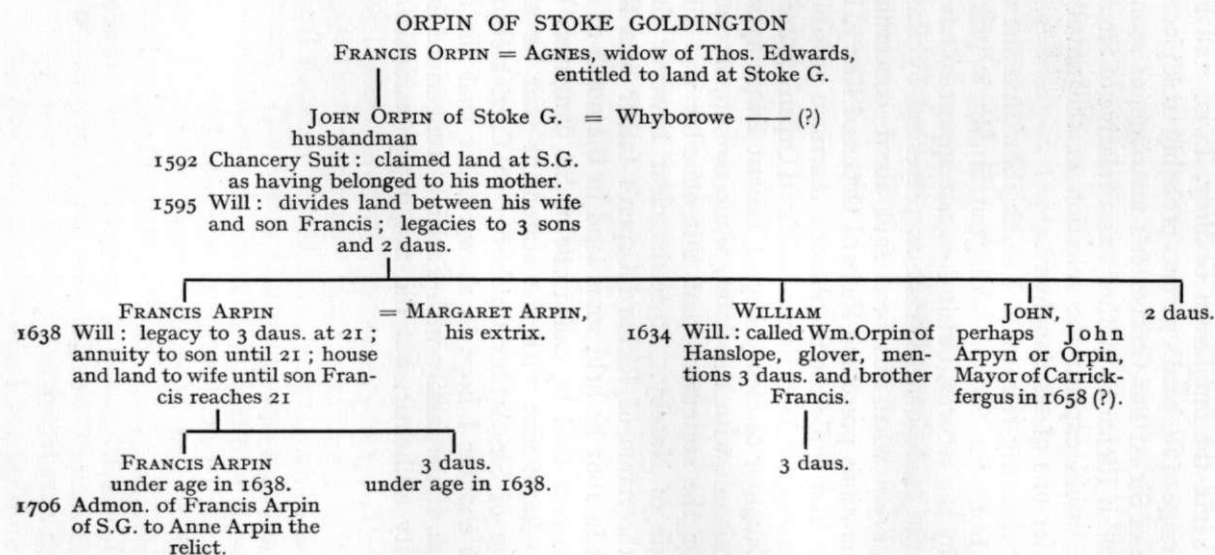 ORPIN OF STOKE GOLDINGTON
FRANCIS ORPIN = AGNES, widow of Thos. Edwards,
entitled to land at Stoke G.
JOHN ORPIN of Stoke G. = Whyborowe —— (?)
husbandman
1592 Chancery Suit : claimed land at S.G.
as having belonged to his mother.
1595 Will : divides land between his wife
and son Francis ; legacies to 3 sons
and 2 daus.
FRANCIS ARPIN
1638 Will : legacy to 3 daus. at 21 ;
annuity to son until 21 ; house
and land to wife until son Fran-
cis reaches 21
= MARGARET ARPIN,
his extrix.
WILLIAM
1634 Will. : called Wm.Orpin of
Hanslope, glover, men-
tions 3 daus. and brother
Francis.
JOHN,
perhaps John
Arpyn or Orpin,
Mayor of Carrick-
fergus in 1658 (?).
2 daus.
FRANCIS ARPIN
under age in 1638.
1706 Admon. of Francis Arpin
of S.G. to Anne Arpin the
relict.
3 daus.
under age in 1638.
3 daus.